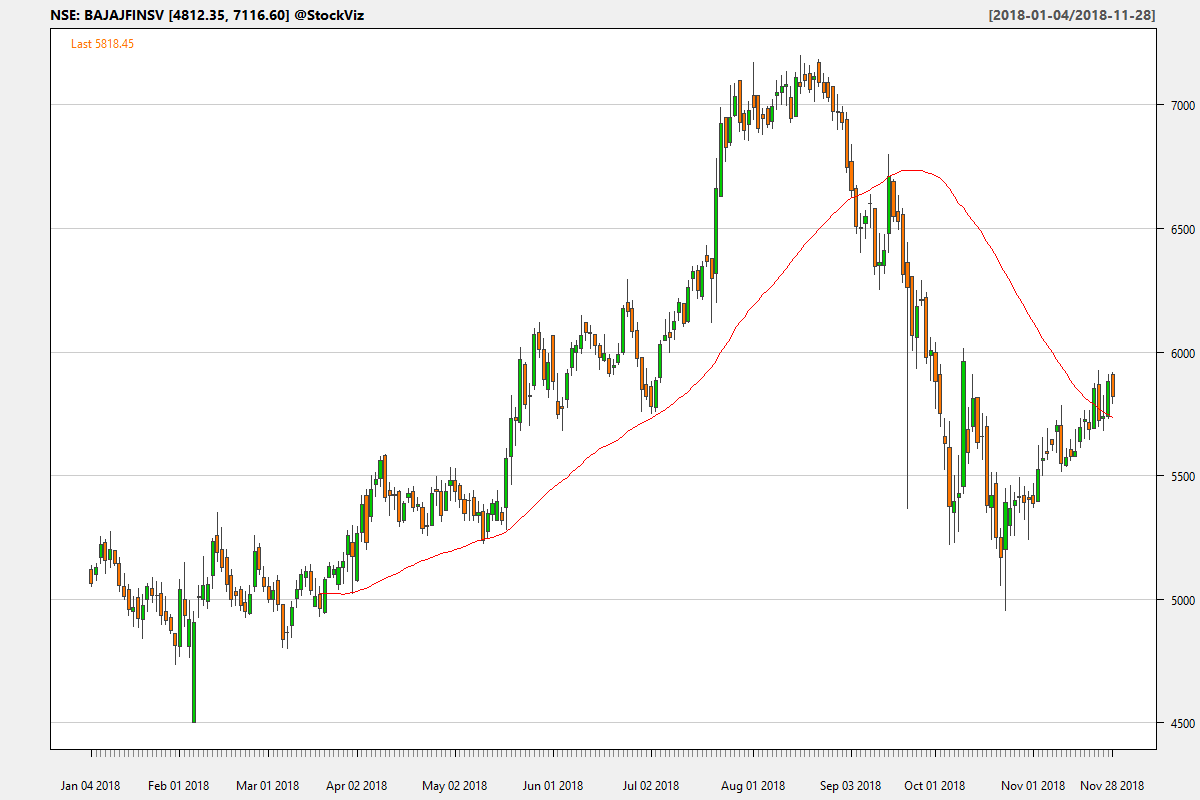 NSE: BAJAJFINSV [4812.35, 7116.60] @StockViz
[2018-01-04/2018-11-28]
Last 5818.45
7000
6500
6000
5500
5000
4500
Jan 04 2018
Feb 01 2018
Mar 01 2018
Apr 02 2018
May 02 2018
Jun 01 2018
Jul 02 2018
Aug 01 2018
Sep 03 2018
Oct 01 2018
Nov 01 2018
Nov 28 2018